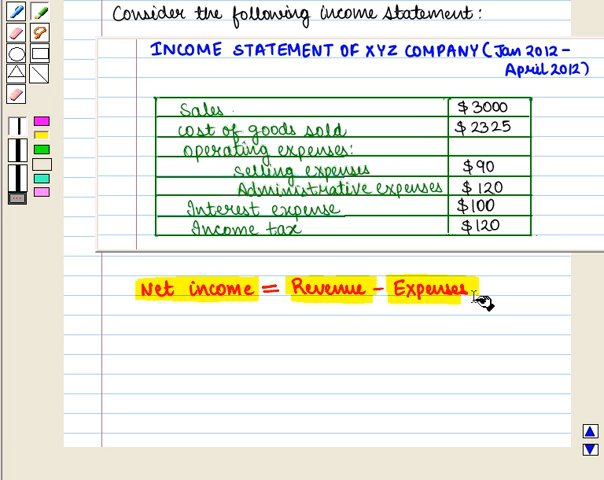 Consider the following income statement:
INCOME STATEMENT OF XYZ COMPANY (Jan 2012 –
April 2012)
Sales $3000
cost of goods sold $2325
operating expenses:
Selling expenses $90
Administrative expenses $120
Interest expense $100
Income tax $120
Net income = Revenue – Expenses